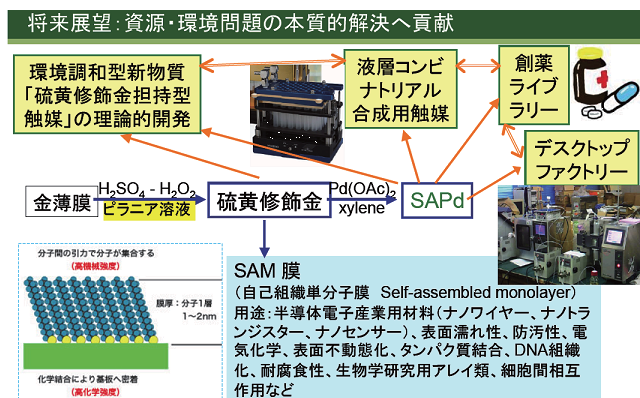 将来展望：資源・環境問題の本質的解決へ貢献
環境調和型新物質
「硫黄修飾金担持型
触媒」の理論的開発
液層コンビ
ナトリアル
合成用触媒
創薬
ライブ
ラリー
デスクトップ
ファクトリー
金薄膜
H₂SO₄ - H₂O₂
ピラニア溶液
硫黄修飾金
Pd(OAc)₂
xylene
SAPd
分子間の引力で分子が集合する
(高機械強度)
膜厚：分子1層
1～2nm
化学結合により基板へ密着
(高化学強度)
SAM 膜
（自己組織単分子膜 Self-assembled monolayer）
用途：半導体電子産業用材料（ナノワイヤー、ナノトラ
ンジスター、ナノセンサー）、表面濡れ性、防汚性、電
気化学、表面不動態化、タンパク質結合、DNA組織
化、耐腐食性、生物学研究用アレイ類、細胞間相互
作用など